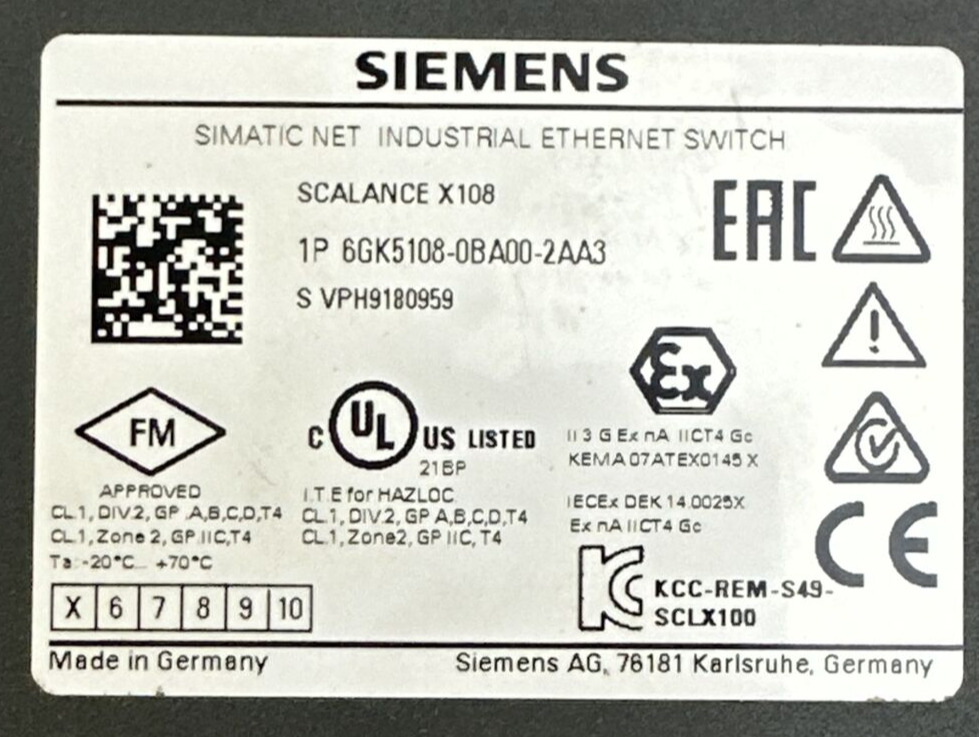 SIEMENS
SIMATIC NET INDUSTRIAL ETHERNET SWITCH
SCALANCE X108
1P 6GK5108-0BA00-2AA3
S VPH9180959
EAC
Ex
II 3 G Ex nA IICT4 Gc
KEMA 07ATEX0145 X
IECEx DEK 14.0025X
Ex nA IICT4 Gc
FM
APPROVED
CL.1, DIV.2, GP .A,B,C,D,T4
CL.1, Zone 2, GP.IIC,T4
Ta:-20°C... +70°C
C UL US LISTED
21BP
I.T.E for HAZLOC.
CL.1, DIV.2, GP A,B,C,D,T4
CL.1, Zone2, GP IIC, T4
CE
KC KCC-REM-S49-
SCLX100
X 6 7 8 9 10
Made in Germany
Siemens AG, 76181 Karlsruhe, Germany